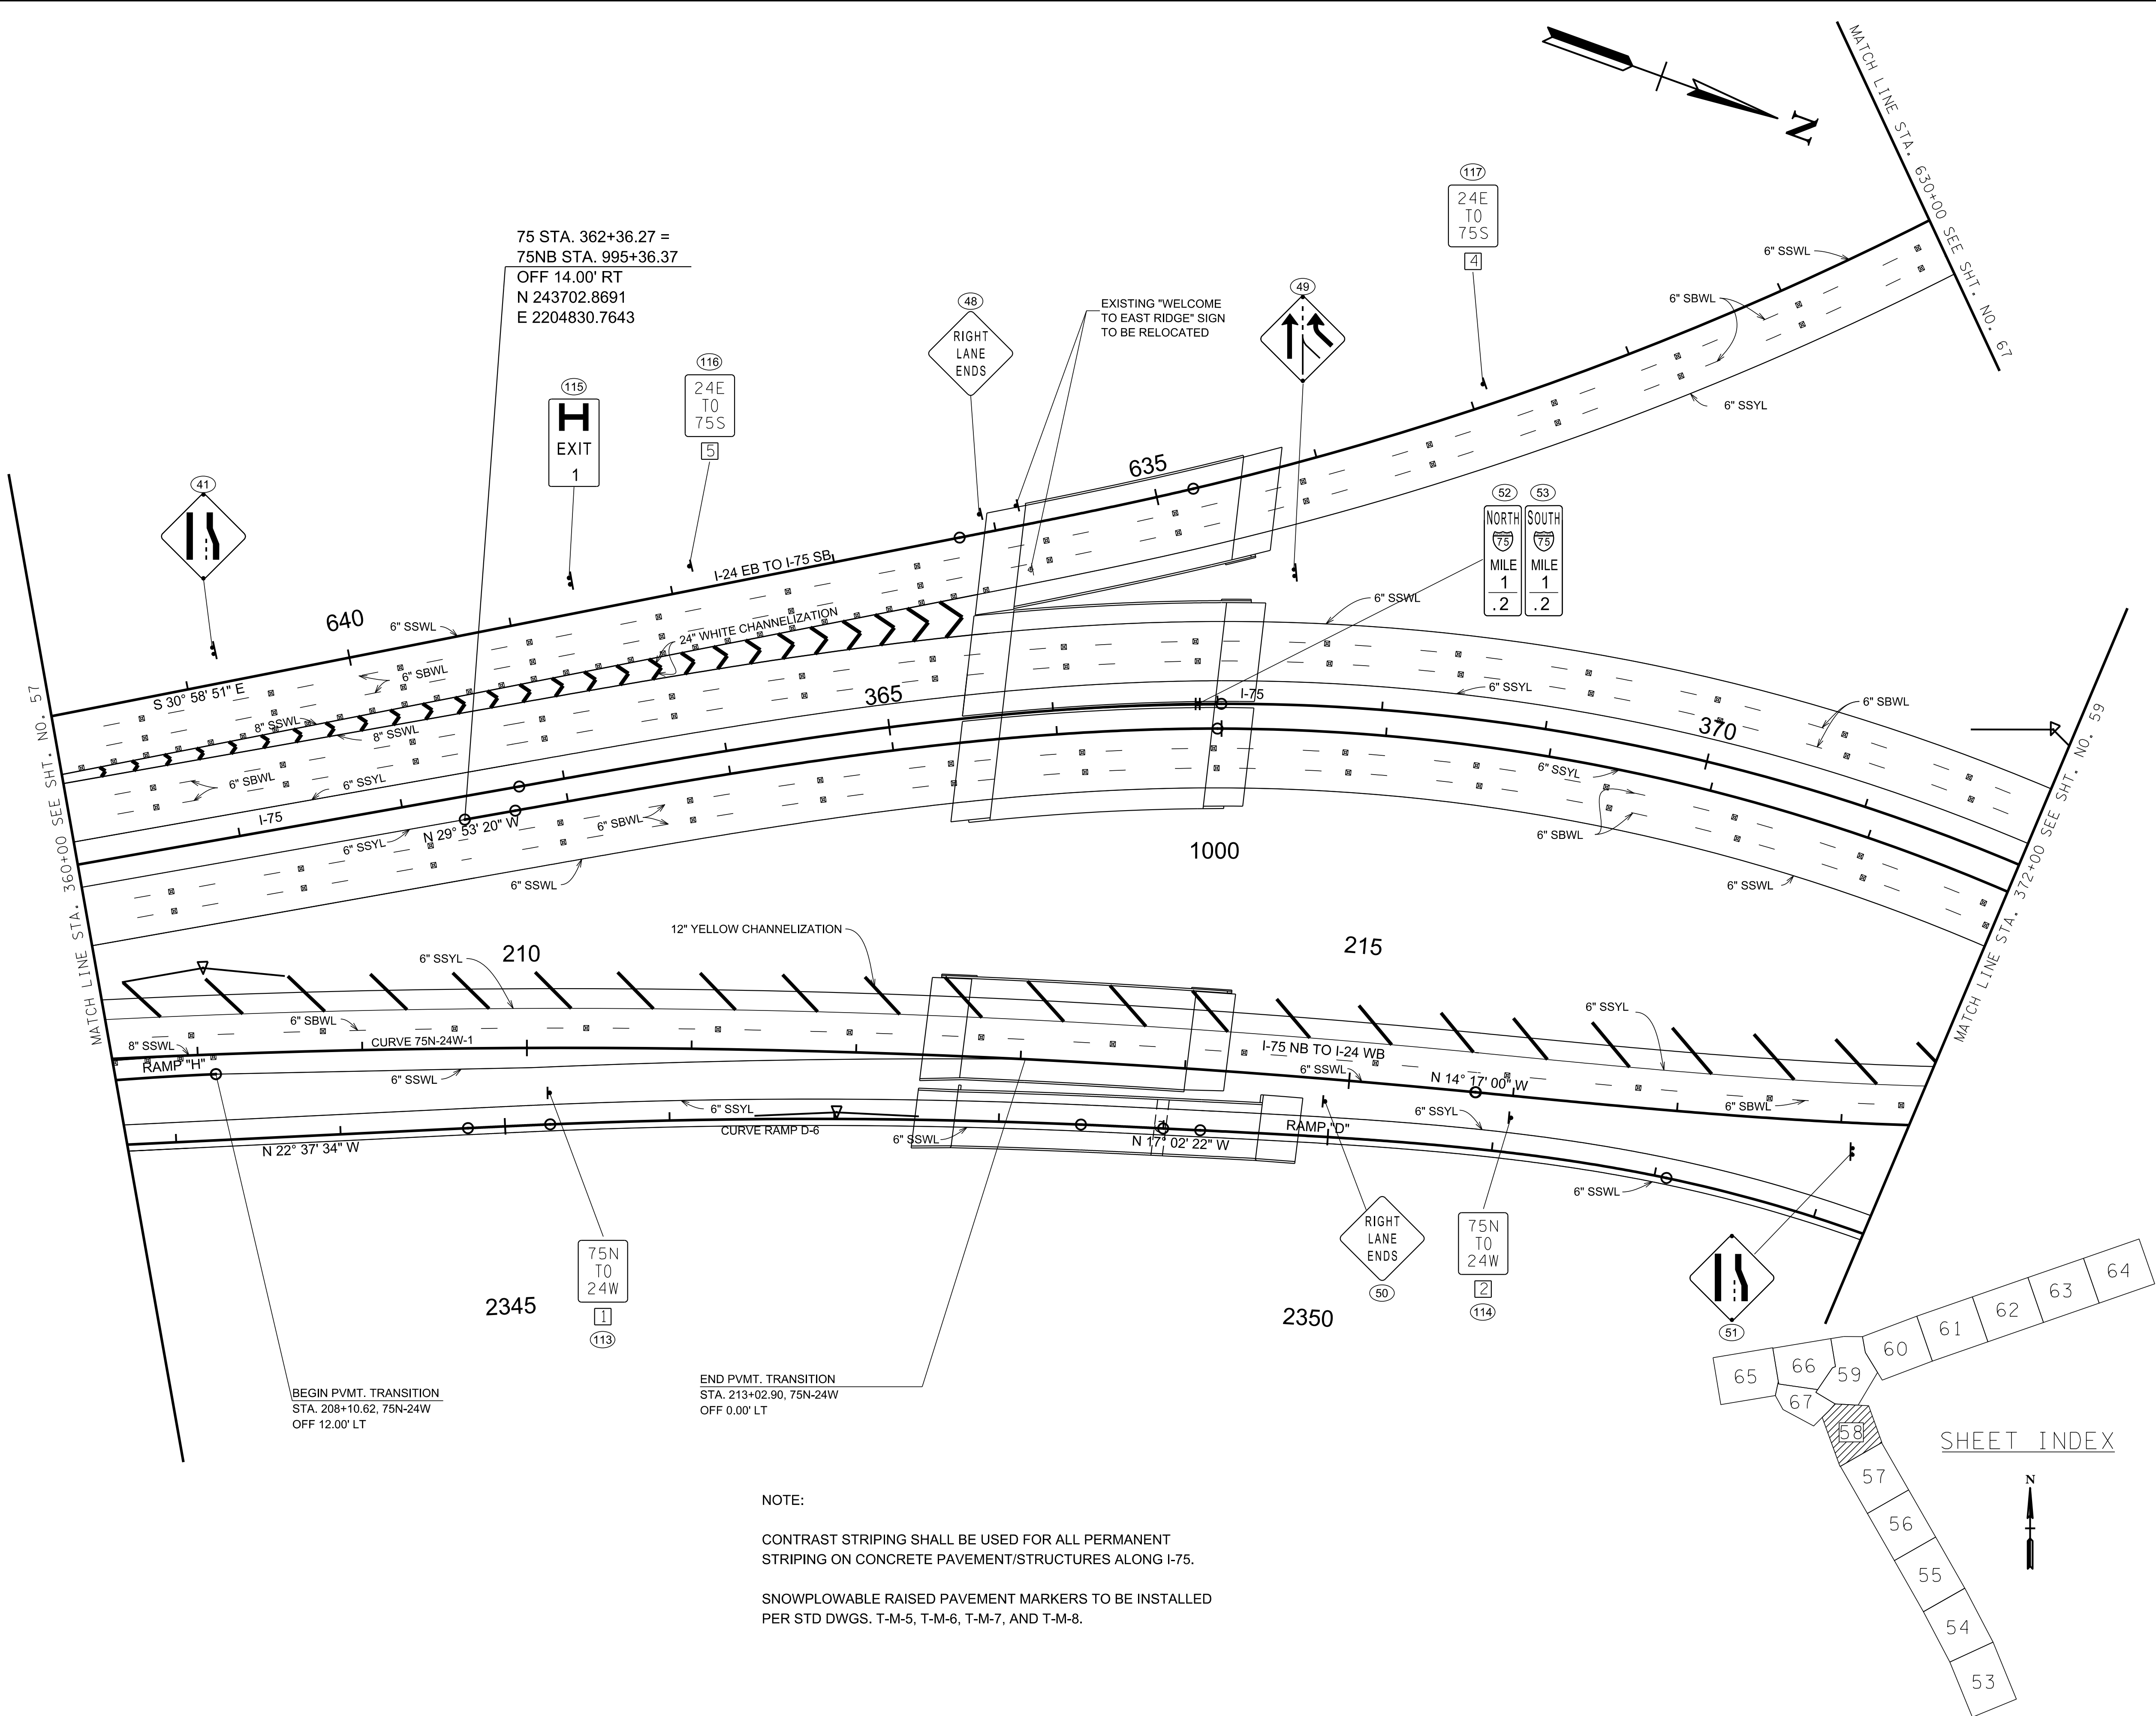 MATCH LINE STA. 630+00 SEE SHT. NO. 67
N
117
24E
TO
75S
4
6" SSWL
6" SBWL
6" SSYL
75 STA. 362+36.27 =
75NB STA. 995+36.37
OFF 14.00' RT
N 243702.8691
E 2204830.7643
48
RIGHT
LANE
ENDS
EXISTING "WELCOME
TO EAST RIDGE" SIGN
TO BE RELOCATED
49
116
24E
TO
75S
5
115
H
EXIT
1
41
635
52 53
NORTH SOUTH
75 75
MILE MILE
1 1
.2 .2
I-24 EB TO I-75 SB
640
6" SSWL
24" WHITE CHANNELIZATION
6" SSWL
6" SBWL
S 30° 58' 51" E
8" SSWL
8" SSWL
365
I-75
6" SSYL
6" SBWL
370
6" SBWL
6" SSYL
6" SSYL
I-75
N 29° 53' 20" W
6" SSYL
6" SBWL
6" SBWL
6" SSWL
6" SSWL
1000
MATCH LINE STA. 360+00 SEE SHT. NO. 57
MATCH LINE STA. 372+00 SEE SHT. NO. 59
12" YELLOW CHANNELIZATION
210
215
6" SSYL
6" SSYL
6" SBWL
8" SSWL
CURVE 75N-24W-1
RAMP "H"
6" SSWL
I-75 NB TO I-24 WB
6" SSWL
N 14° 17' 00" W
6" SBWL
6" SSYL
6" SSYL
CURVE RAMP D-6
6" SSWL
RAMP "D"
N 17° 02' 22" W
N 22° 37' 34" W
6" SSWL
75N
TO
24W
1
113
RIGHT
LANE
ENDS
50
75N
TO
24W
2
114
51
2345
2350
BEGIN PVMT. TRANSITION
STA. 208+10.62, 75N-24W
OFF 12.00' LT
END PVMT. TRANSITION
STA. 213+02.90, 75N-24W
OFF 0.00' LT
64
63
62
61
60
59
66
65
67
58
57
56
55
54
53
SHEET INDEX
N
NOTE:
CONTRAST STRIPING SHALL BE USED FOR ALL PERMANENT
STRIPING ON CONCRETE PAVEMENT/STRUCTURES ALONG I-75.
SNOWPLOWABLE RAISED PAVEMENT MARKERS TO BE INSTALLED
PER STD DWGS. T-M-5, T-M-6, T-M-7, AND T-M-8.